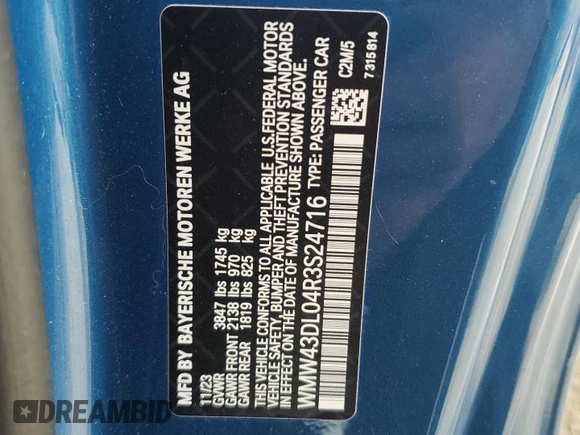 MFD BY BAYERISCHE MOTOREN WERKE AG
11/23
GVWR 3847 lbs 1745 kg
GAWR FRONT 2138 lbs 970 kg
GAWR REAR 1819 lbs 825 kg
THIS VEHICLE CONFORMS TO ALL APPLICABLE U.S.FEDERAL MOTOR
VEHICLE SAFETY, BUMPER AND THEFT PREVENTION STANDARDS
IN EFFECT ON THE DATE OF MANUFACTURE SHOWN ABOVE.
WMW43DL04R3S24716 TYPE: PASSENGER CAR
C2M/5
7 315 814
DREAMBID